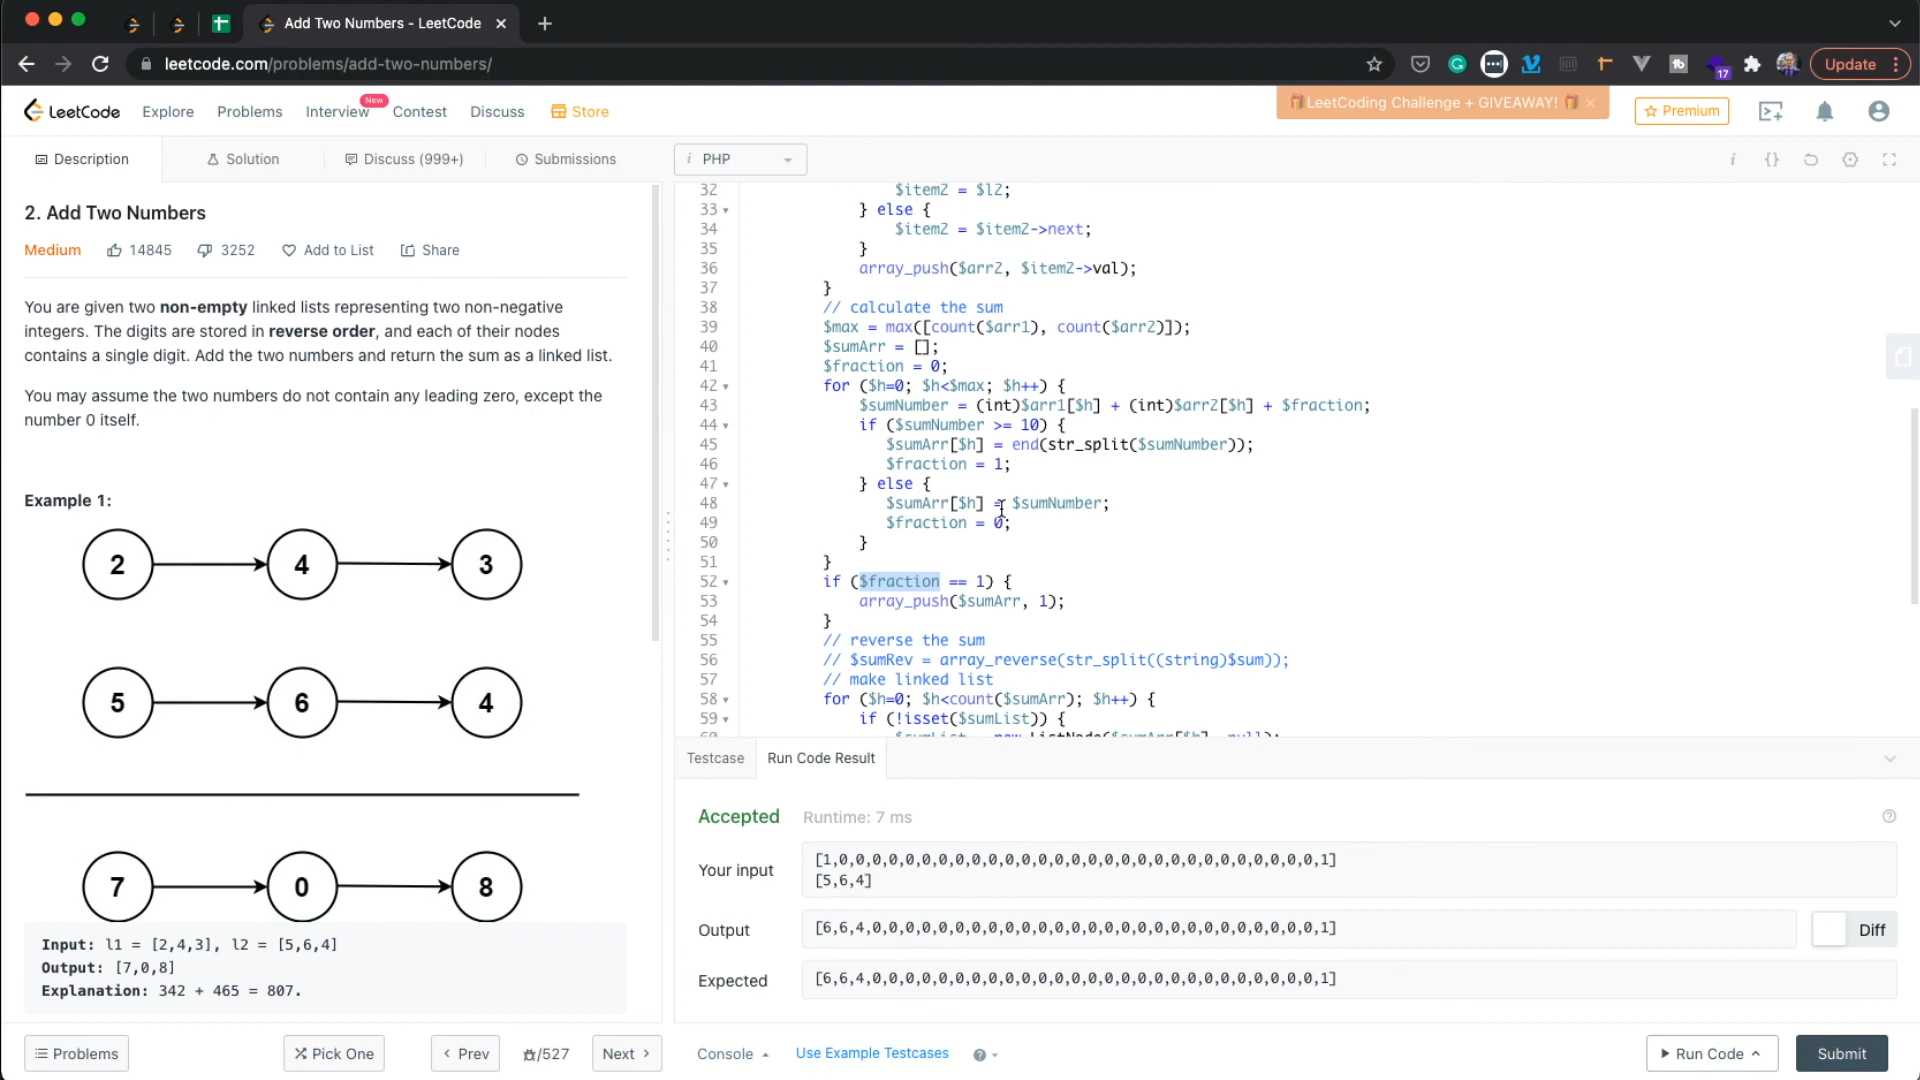 Add Two Numbers - LeetCode
leetcode.com/problems/add-two-numbers/
17
Update
LeetCode
Explore
Problems
Interview
New
Contest
Discuss
Store
LeetCoding Challenge + GIVEAWAY!
Premium
Description
Solution
Discuss (999+)
Submissions
i PHP
2. Add Two Numbers
Medium
14845
3252
Add to List
Share
You are given two non-empty linked lists representing two non-negative
integers. The digits are stored in reverse order, and each of their nodes
contains a single digit. Add the two numbers and return the sum as a linked list.
You may assume the two numbers do not contain any leading zero, except the
number 0 itself.
Example 1:
2 4 3
5 6 4
7 0 8
Input: l1 = [2,4,3], l2 = [5,6,4]
Output: [7,0,8]
Explanation: 342 + 465 = 807.
32 $item2 = $l2;
33 } else {
34 $item2 = $item2->next;
35 }
36 array_push($arr2, $item2->val);
37 }
38 // calculate the sum
39 $max = max([count($arr1), count($arr2)]);
40 $sumArr = [];
41 $fraction = 0;
42 for ($h=0; $h<$max; $h++) {
43 $sumNumber = (int)$arr1[$h] + (int)$arr2[$h] + $fraction;
44 if ($sumNumber >= 10) {
45 $sumArr[$h] = end(str_split($sumNumber));
46 $fraction = 1;
47 } else {
48 $sumArr[$h] = $sumNumber;
49 $fraction = 0;
50 }
51 }
52 if ($fraction == 1) {
53 array_push($sumArr, 1);
54 }
55 // reverse the sum
56 // $sumRev = array_reverse(str_split((string)$sum));
57 // make linked list
58 for ($h=0; $h<count($sumArr); $h++) {
59 if (!isset($sumList)) {
Testcase
Run Code Result
Accepted
Runtime: 7 ms
Your input
[1,0,0,0,0,0,0,0,0,0,0,0,0,0,0,0,0,0,0,0,0,0,0,0,0,0,0,0,0,0,1]
[5,6,4]
Output
[6,6,4,0,0,0,0,0,0,0,0,0,0,0,0,0,0,0,0,0,0,0,0,0,0,0,0,0,0,0,1]
Diff
Expected
[6,6,4,0,0,0,0,0,0,0,0,0,0,0,0,0,0,0,0,0,0,0,0,0,0,0,0,0,0,0,1]
Problems
Pick One
Prev
/527
Next
Console
Use Example Testcases
Run Code
Submit